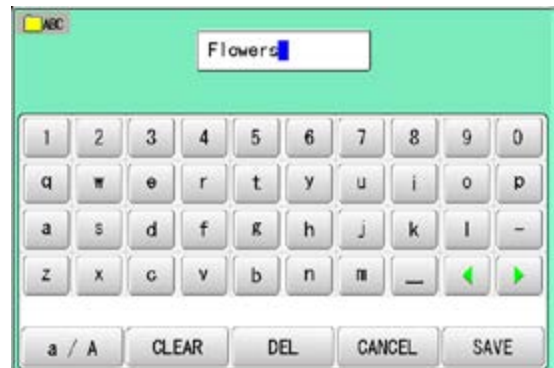 ABC
Flowers
1 2 3 4 5 6 7 8 9 0
q w e r t y u i o p
a s d f g h j k l -
z x c v b n m _
a / A CLEAR DEL CANCEL SAVE